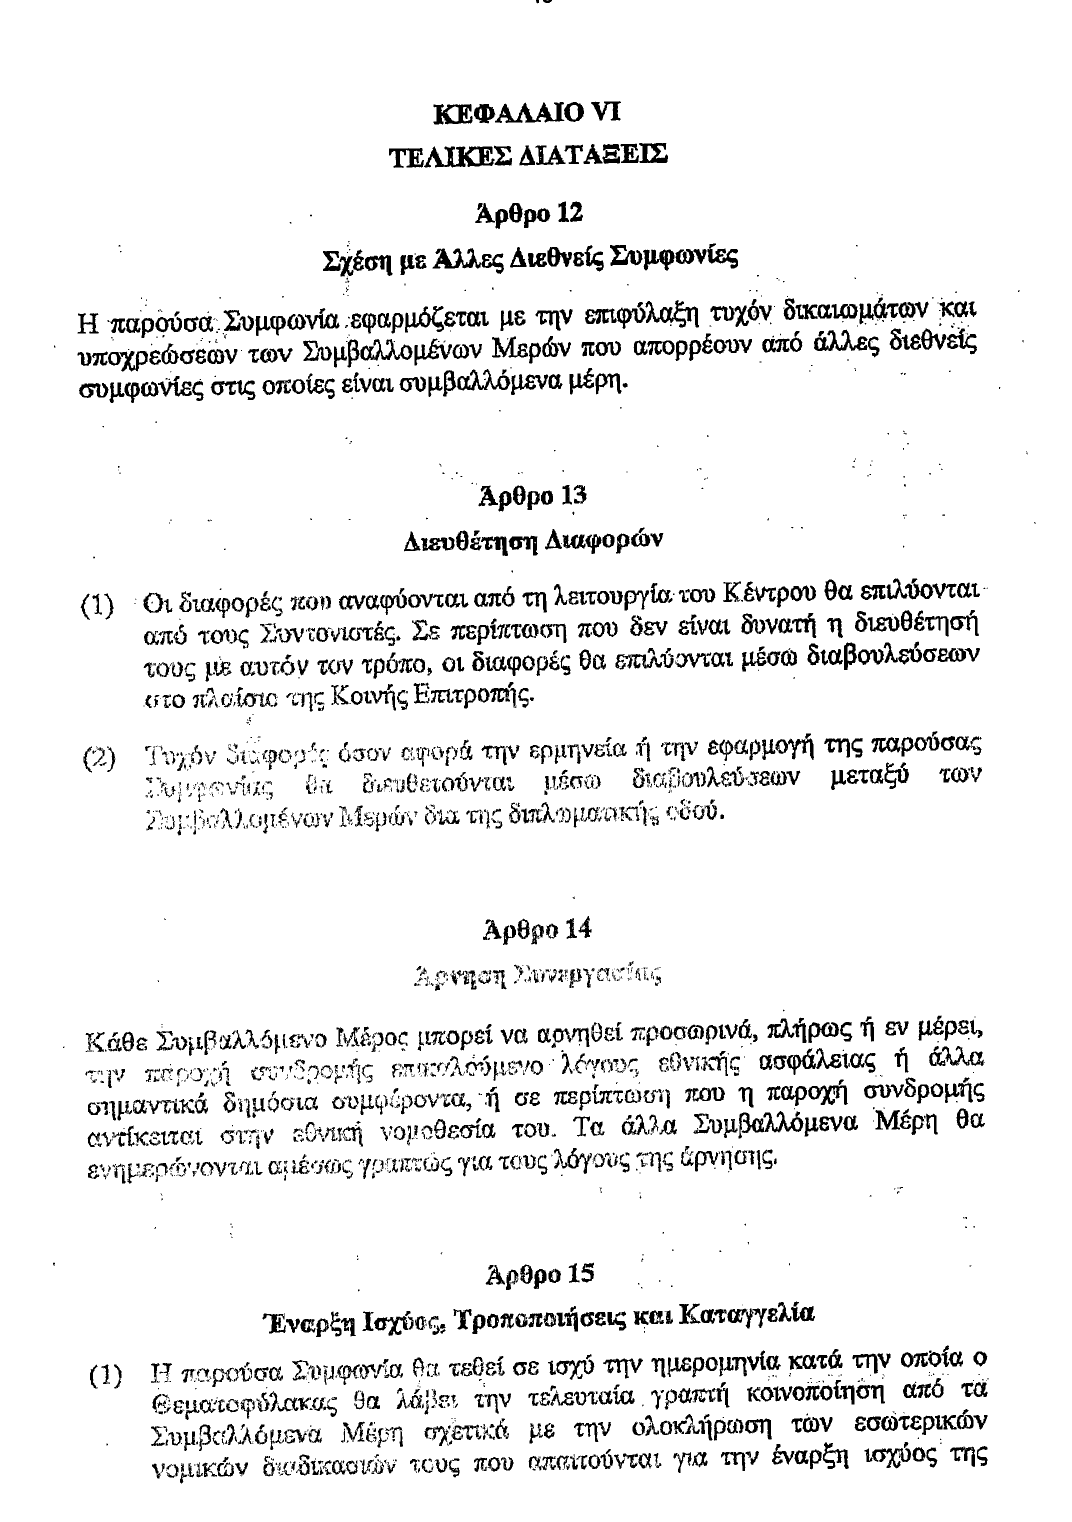 ΚΕΦΑΛΑΙΟ VI
ΤΕΛΙΚΕΣ ΔΙΑΤΑΞΕΙΣ
Άρθρο 12
Σχέση με Άλλες Διεθνείς Συμφωνίες
Η παρούσα Συμφωνία εφαρμόζεται με την επιφύλαξη τυχόν δικαιωμάτων και
υποχρεώσεων των Συμβαλλομένων Μερών που απορρέουν από άλλες διεθνείς
συμφωνίες στις οποίες είναι συμβαλλόμενα μέρη.
Άρθρο 13
Διευθέτηση Διαφορών
(1) Οι διαφορές που αναφύονται από τη λειτουργία του Κέντρου θα επιλύονται
από τους Συντονιστές. Σε περίπτωση που δεν είναι δυνατή η διευθέτησή
τους με αυτόν τον τρόπο, οι διαφορές θα επιλύονται μέσω διαβουλεύσεων
στο πλαίσιο της Κοινής Επιτροπής.
(2) Τυχόν διαφορές όσον αφορά την ερμηνεία ή την εφαρμογή της παρούσας
Συμφωνίας θα διευθετούνται μέσω διαβουλεύσεων μεταξύ των
Συμβαλλομένων Μερών δια της διπλωματικής οδού.
Άρθρο 14
Άρνηση Συνεργασίας
Κάθε Συμβαλλόμενο Μέρος μπορεί να αρνηθεί προσωρινά, πλήρως ή εν μέρει,
την παροχή συνδρομής επικαλούμενο λόγους εθνικής ασφάλειας ή άλλα
σημαντικά δημόσια συμφέροντα, ή σε περίπτωση που η παροχή συνδρομής
αντίκειται στην εθνική νομοθεσία του. Τα άλλα Συμβαλλόμενα Μέρη θα
ενημερώνονται αμέσως γραπτώς για τους λόγους της άρνησης.
Άρθρο 15
Έναρξη Ισχύος, Τροποποιήσεις και Καταγγελία
(1) Η παρούσα Συμφωνία θα τεθεί σε ισχύ την ημερομηνία κατά την οποία ο
Θεματοφύλακας θα λάβει την τελευταία γραπτή κοινοποίηση από τα
Συμβαλλόμενα Μέρη σχετικά με την ολοκλήρωση των εσωτερικών
νομικών διαδικασιών τους που απαιτούνται για την έναρξη ισχύος της